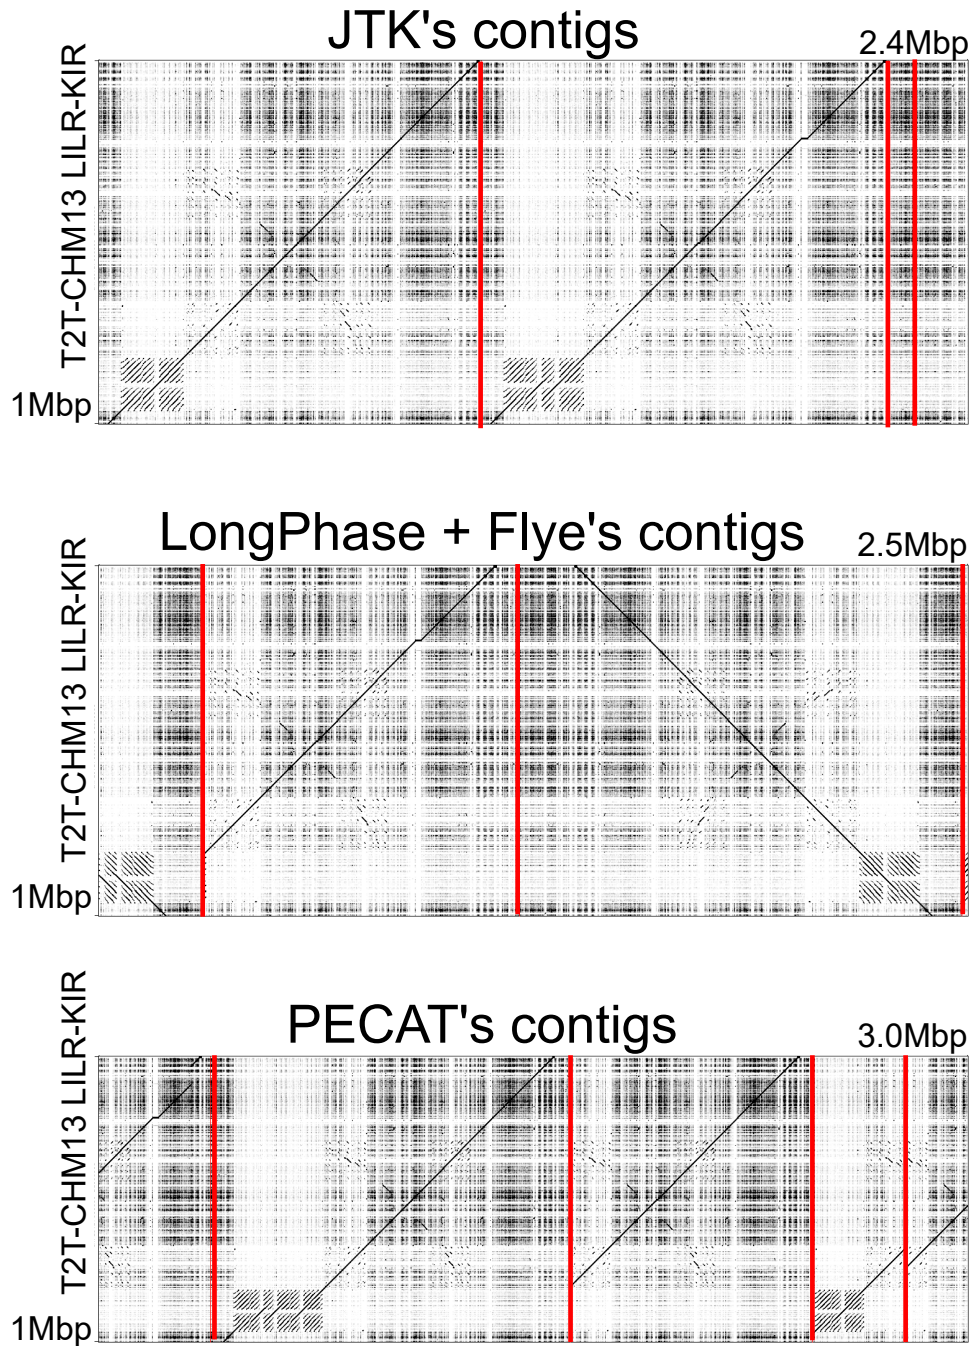 JTK's contigs
2.4Mbp
T2T-CHM13 LILR-KIR
1Mbp
LongPhase + Flye's contigs
2.5Mbp
T2T-CHM13 LILR-KIR
1Mbp
PECAT's contigs
3.0Mbp
T2T-CHM13 LILR-KIR
1Mbp